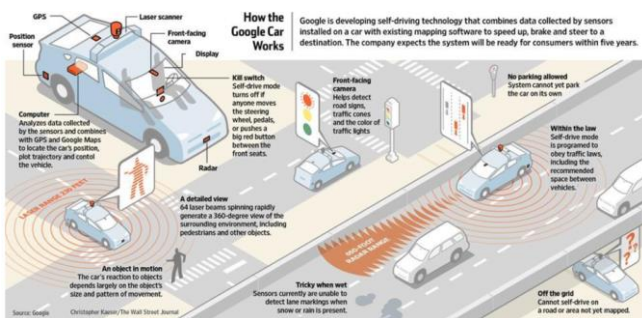 How the
Google Car
Works
Google is developing self-driving technology that combines data collected by sensors
installed on a car with existing mapping software to speed up, brake and steer to a
destination. The company expects the system will be ready for consumers within five years.
GPS
Laser scanner
Position
sensor
Front-facing
camera
Display
Kill switch
Self-drive mode
turns off if
anyone moves
the steering
wheel, pedals,
or pushes a
big red button
between the
front seats.
Computer
Analyzes data collected
by the sensors and combines
with GPS and Google Maps
to locate the car's position,
plot trajectory and contol
the vehicle.
Radar
Front-facing
camera
Helps detect
road signs,
traffic cones
and the color of
traffic lights
No parking allowed
System cannot yet park
the car on its own
Within the law
Self-drive mode
is programed to
obey traffic laws,
including the
recommended
space between
vehicles.
LASER RANGE 230 FEET
A detailed view
64 laser beams spinning rapidly
generate a 360-degree view of the
surrounding environment, including
pedestrians and other objects.
An object in motion
The car's reaction to objects
depends largely on the object's
size and pattern of movement.
RADAR RANGE
Tricky when wet
Sensors currently are unable to
detect lane markings when
snow or rain is present.
Off the grid
Cannot self-drive on
a road or area not yet mapped.
? ? ?
Source: Google
/The Wall Street Journal